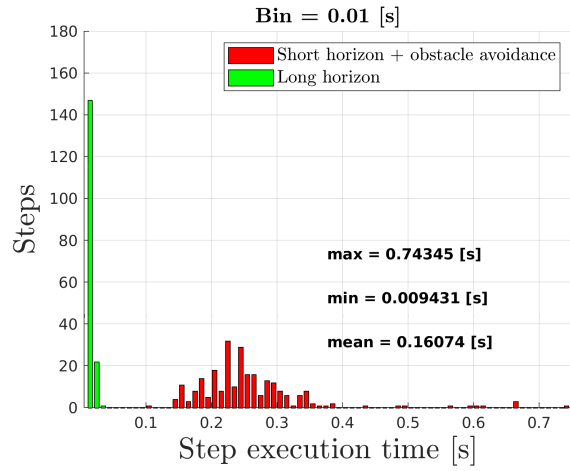 Bin = 0.01 [s]
180
160
140
120
100
80
60
40
20
0
Steps
Short horizon + obstacle avoidance
Long horizon
max = 0.74345 [s]
min = 0.009431 [s]
mean = 0.16074 [s]
0.1 0.2 0.3 0.4 0.5 0.6 0.7
Step execution time [s]